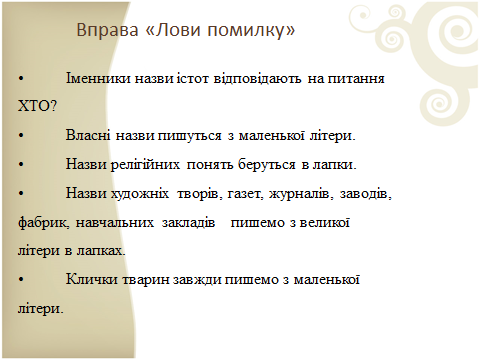 Вправа «Лови помилку»
• Іменники назви істот відповідають на питання
ХТО?
• Власні назви пишуться з маленької літери.
• Назви релігійних понять беруться в лапки.
• Назви художніх творів, газет, журналів, заводів,
фабрик, навчальних закладів пишемо з великої
літери в лапках.
• Клички тварин завжди пишемо з маленької
літери.